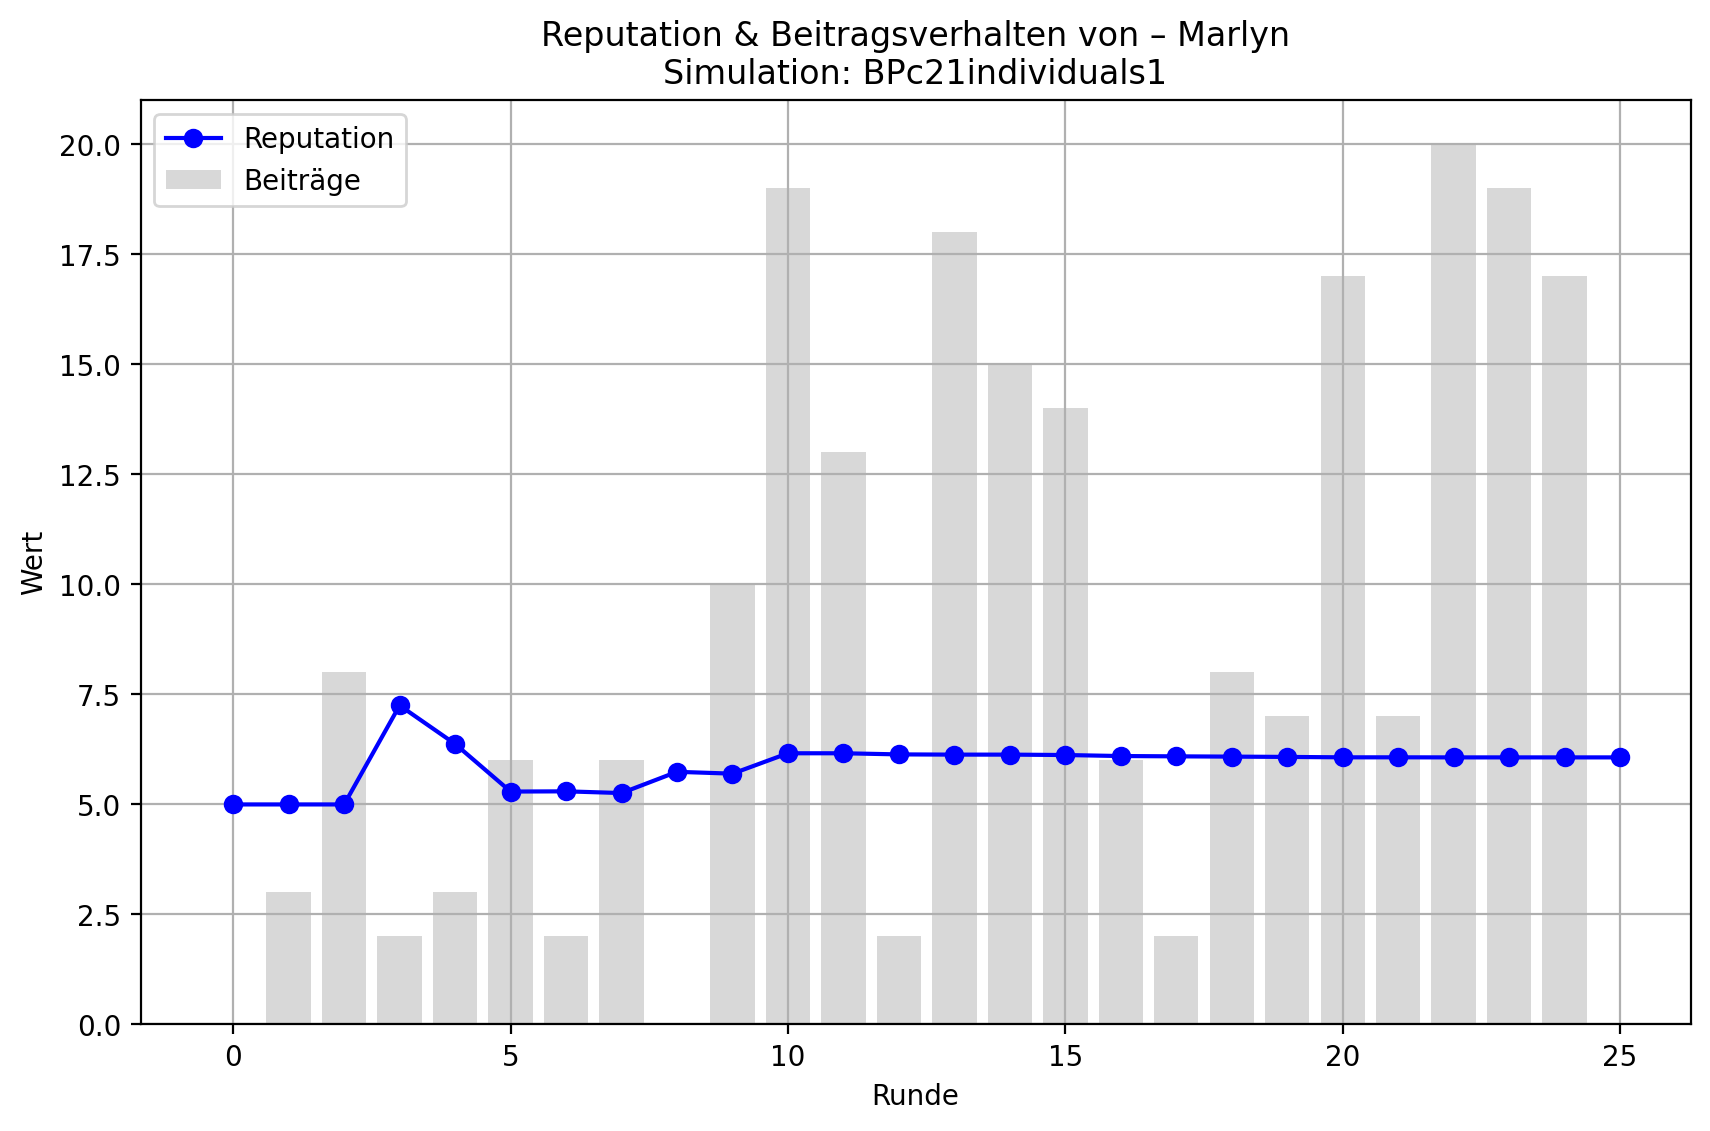 Reputation & Beitragsverhalten von – Marlyn
Simulation: BPc21individuals1
Reputation
Beiträge
20.0
17.5
15.0
12.5
10.0
7.5
5.0
2.5
0.0
Wert
0 5 10 15 20 25
Runde